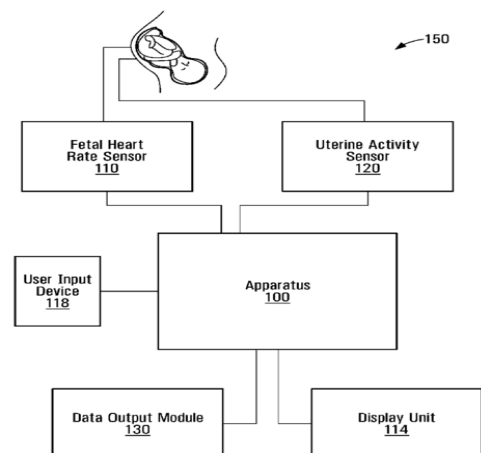 150
Fetal Heart
Rate Sensor
110
Uterine Activity
Sensor
120
User Input
Device
118
Apparatus
100
Data Output Module
130
Display Unit
114